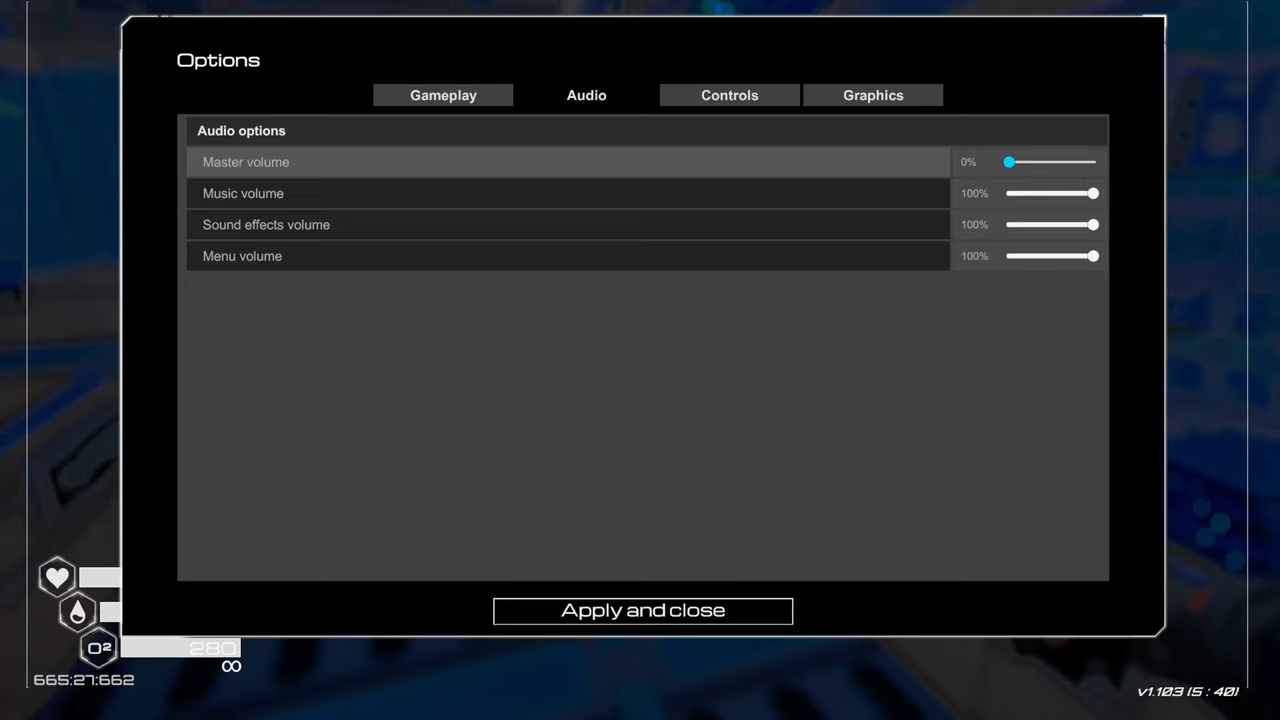 Options
Gameplay Audio Controls Graphics
Audio options
Master volume 0%
Music volume 100%
Sound effects volume 100%
Menu volume 100%
Apply and close
O² 280
∞
665:27:662
v1.103 (5 : 40)